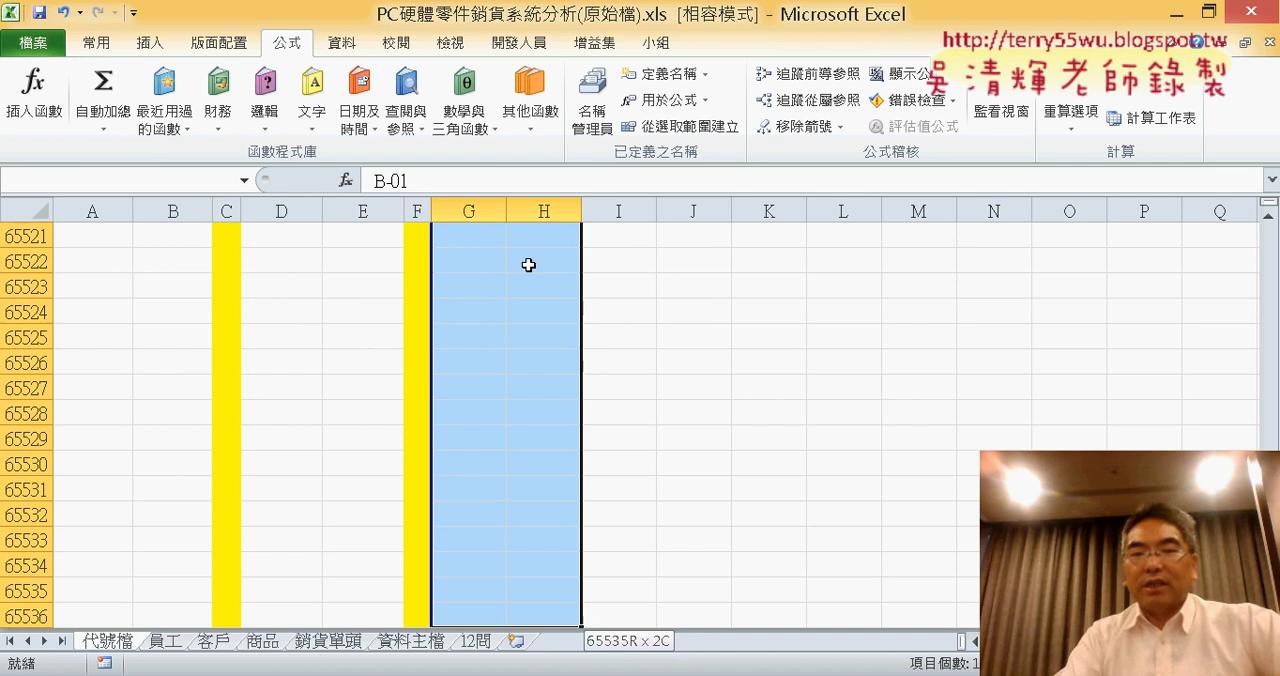 PC硬體零件銷貨系統分析(原始檔).xls [相容模式] - Microsoft Excel
檔案 常用 插入 版面配置 公式 資料 校閱 檢視 開發人員 增益集 小組
http://terry55wu.blogspot.tw
吳清輝老師錄製
fx 插入函數
Σ 自動加總
最近用過的函數
財務
邏輯
文字
日期及時間
查閱與參照
數學與三角函數
其他函數
函數程式庫
名稱管理員
定義名稱
用於公式
從選取範圍建立
已定義之名稱
追蹤前導參照
追蹤從屬參照
移除箭號
顯示公
錯誤檢查
評估值公式
監看視窗
公式稽核
重算選項
計算工作表
計算
fx B-01
A B C D E F G H I J K L M N O P Q
65521
65522
65523
65524
65525
65526
65527
65528
65529
65530
65531
65532
65533
65534
65535
65536
代號檔 員工 客戶 商品 銷貨單頭 資料主檔 12問 65535R x 2C
就緒 項目個數: 1